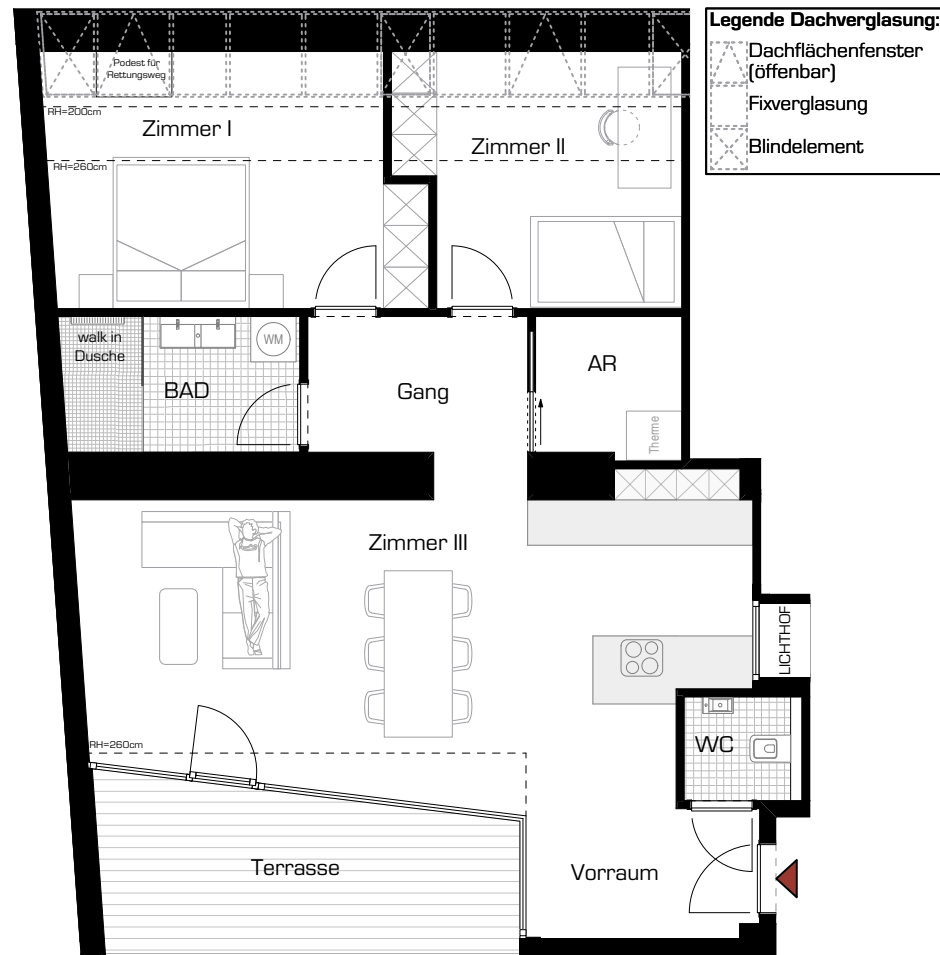 Legende Dachverglasung:
Dachflächenfenster
(öffenbar)
Fixverglasung
Blindelement
Podest für
Rettungsweg
RH=200cm
Zimmer I
Zimmer II
RH=260cm
walk in
Dusche
WM
BAD
Gang
AR
Therme
Zimmer III
LICHTHOF
RH=260cm
WC
Terrasse
Vorraum